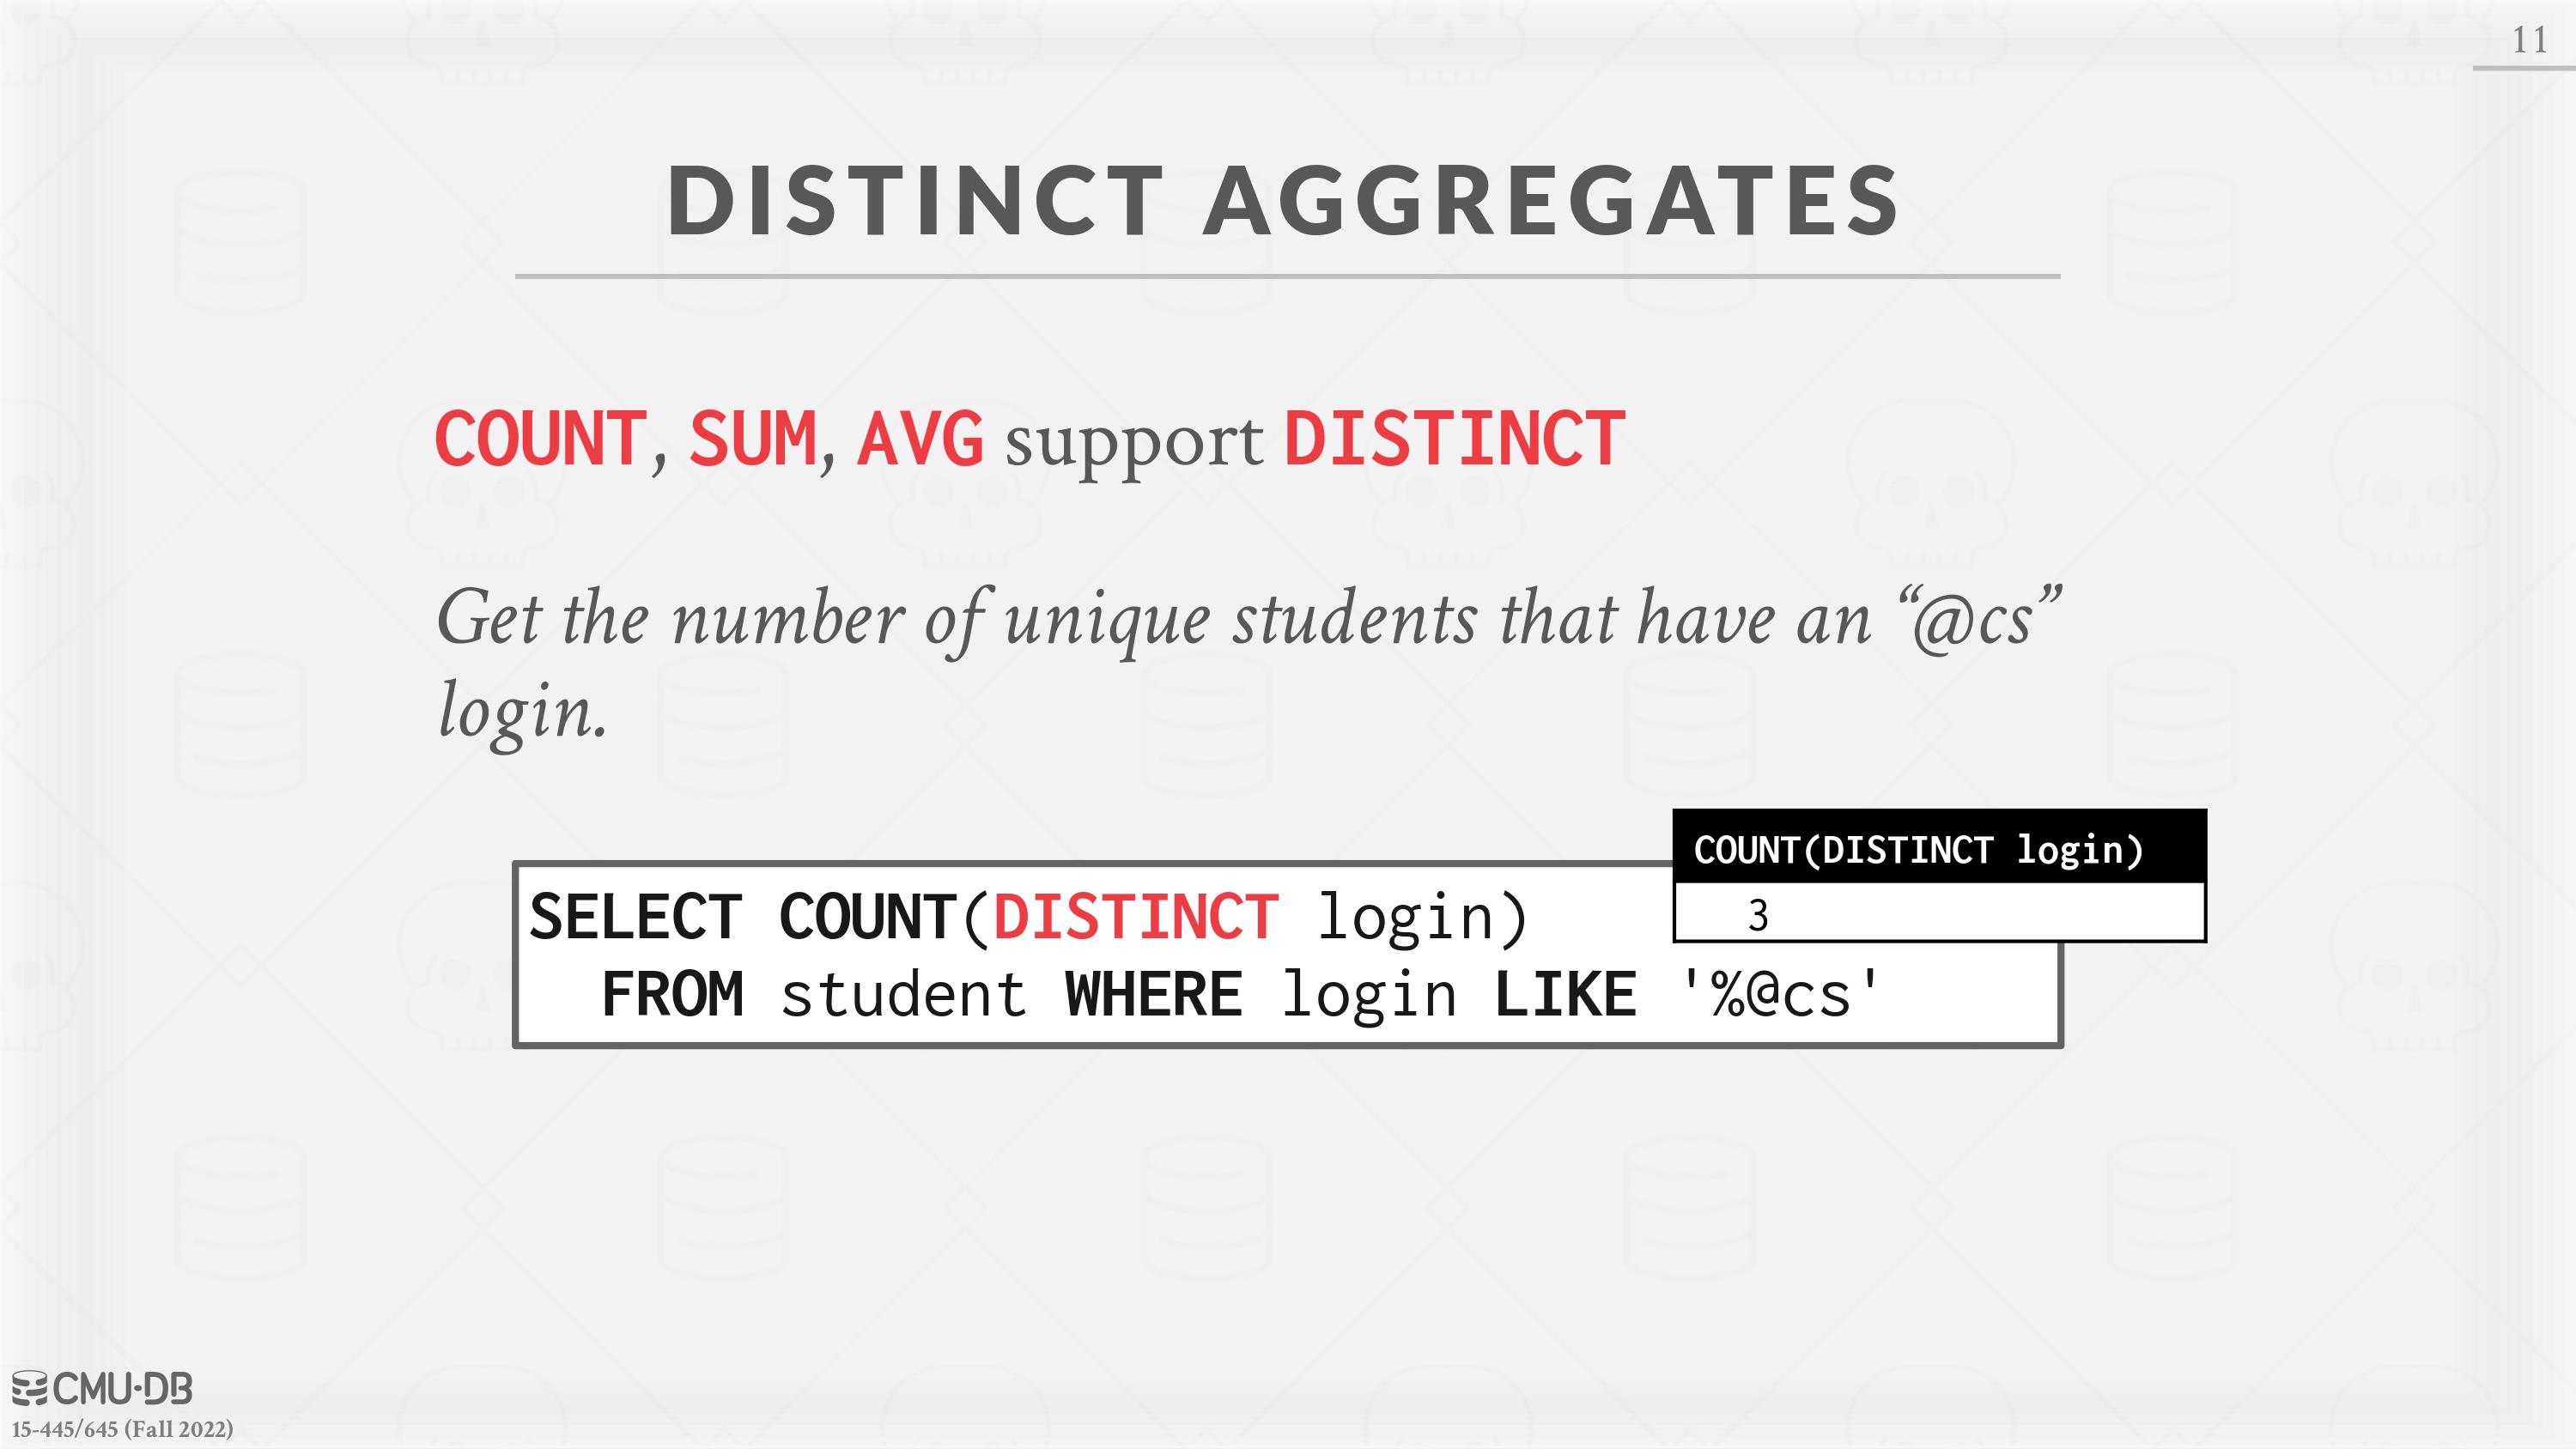 11
DISTINCT AGGREGATES
COUNT, SUM, AVG support DISTINCT
Get the number of unique students that have an “@cs”
login.
COUNT(DISTINCT login)
3
SELECT COUNT(DISTINCT login)
FROM student WHERE login LIKE '%@cs'
CMU·DB
15-445/645 (Fall 2022)